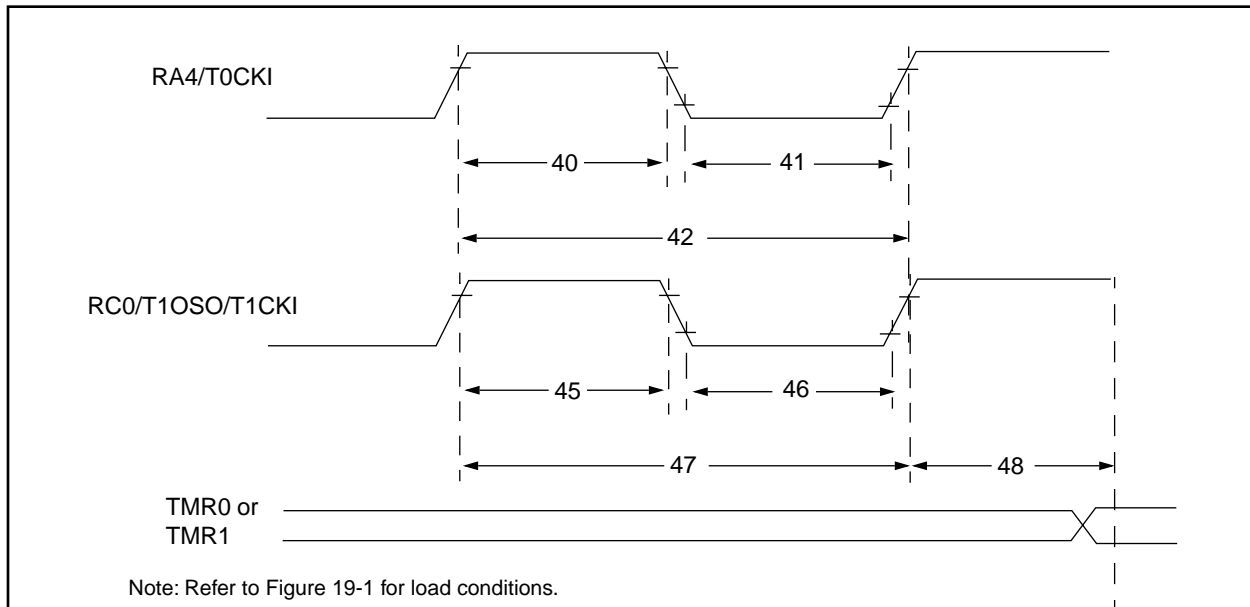 RA4/T0CKI
40
41
42
RC0/T1OSO/T1CKI
45
46
47
48
TMR0 or
TMR1
Note: Refer to Figure 19-1 for load conditions.